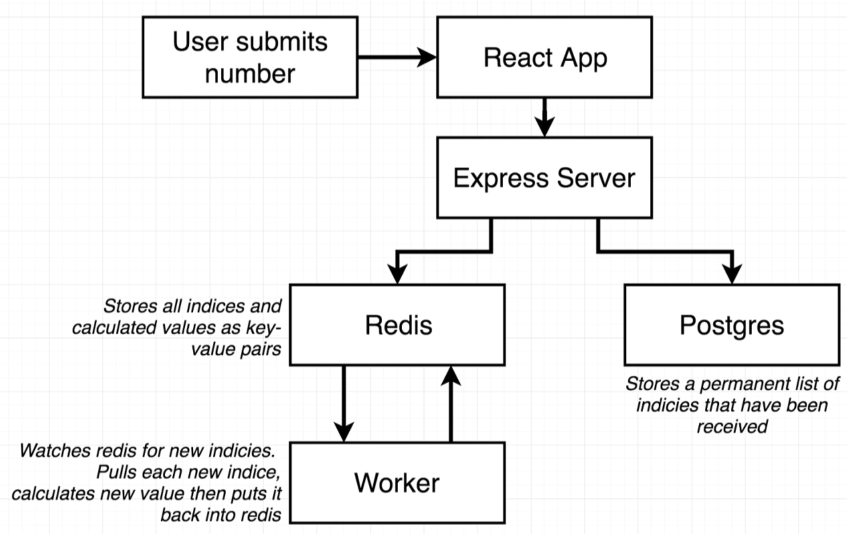 User submits
number
React App
Express Server
Stores all indices and
calculated values as key-
value pairs
Redis
Postgres
Stores a permanent list of
indicies that have been
received
Watches redis for new indicies.
Pulls each new indice,
calculates new value then puts it
back into redis
Worker